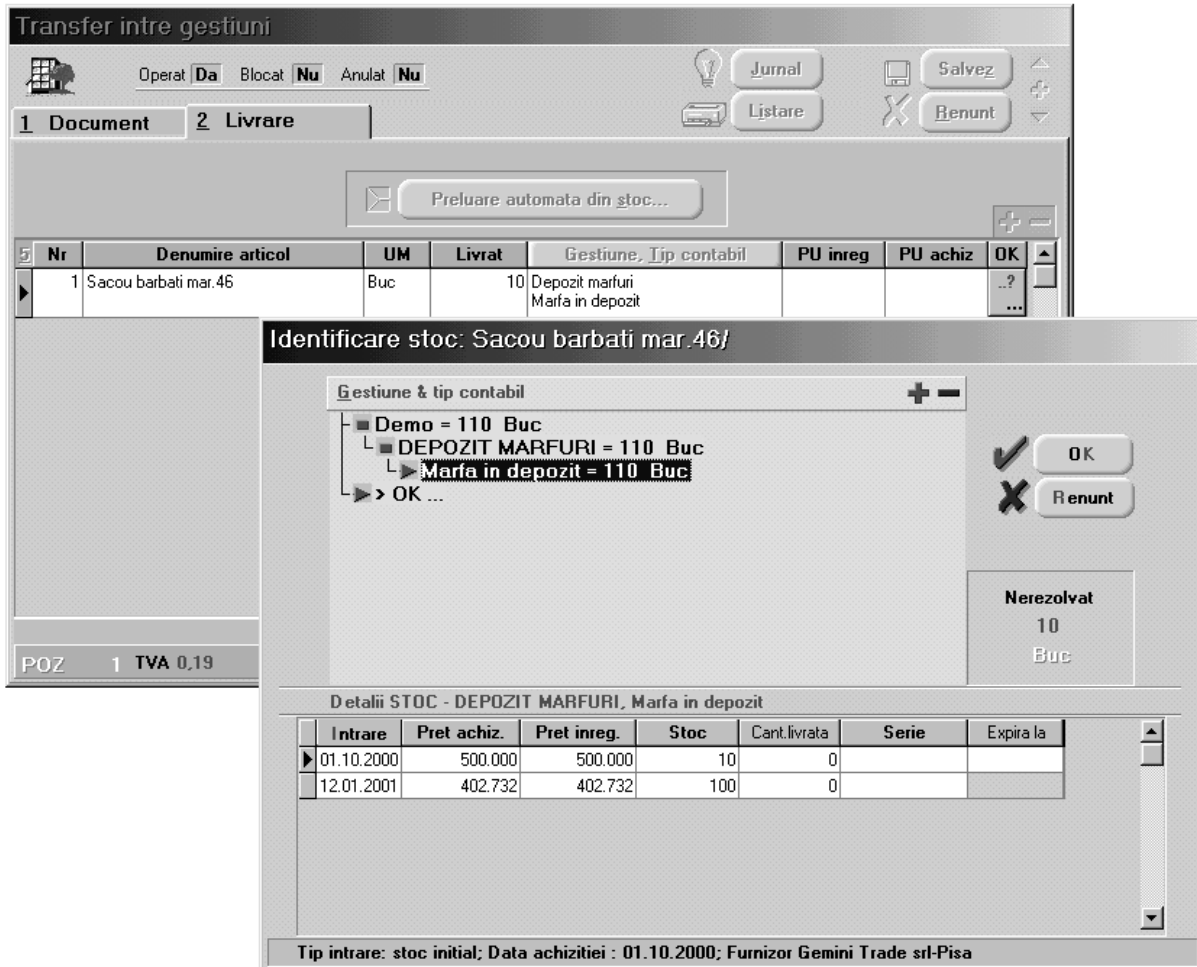 Transfer intre gestiuni
Operat Da Blocat Nu Anulat Nu
Jurnal
Salvez
Listare
Renunt
1 Document
2 Livrare
Preluare automata din stoc...
5 Nr Denumire articol UM Livrat Gestiune, Tip contabil PU inreg PU achiz OK
1 Sacou barbati mar.46 Buc 10 Depozit marfuri ..?
Marfa in depozit ...
POZ 1 TVA 0,19
Identificare stoc: Sacou barbati mar.46/
Gestiune & tip contabil
Demo = 110 Buc
DEPOZIT MARFURI = 110 Buc
Marfa in depozit = 110 Buc
> OK ...
OK
Renunt
Nerezolvat
10
Buc
Detalii STOC - DEPOZIT MARFURI, Marfa in depozit
Intrare Pret achiz. Pret inreg. Stoc Cant.livrata Serie Expira la
01.10.2000 500.000 500.000 10 0
12.01.2001 402.732 402.732 100 0
Tip intrare: stoc initial; Data achizitiei : 01.10.2000; Furnizor Gemini Trade srl-Pisa